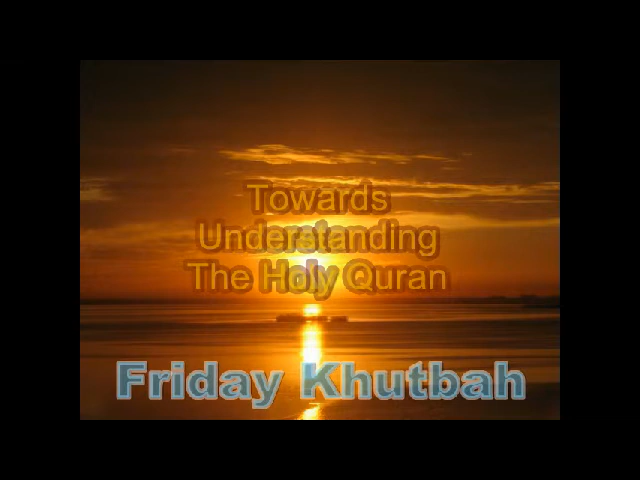 Towards
Understanding
The Holy Quran
Friday Khutbah